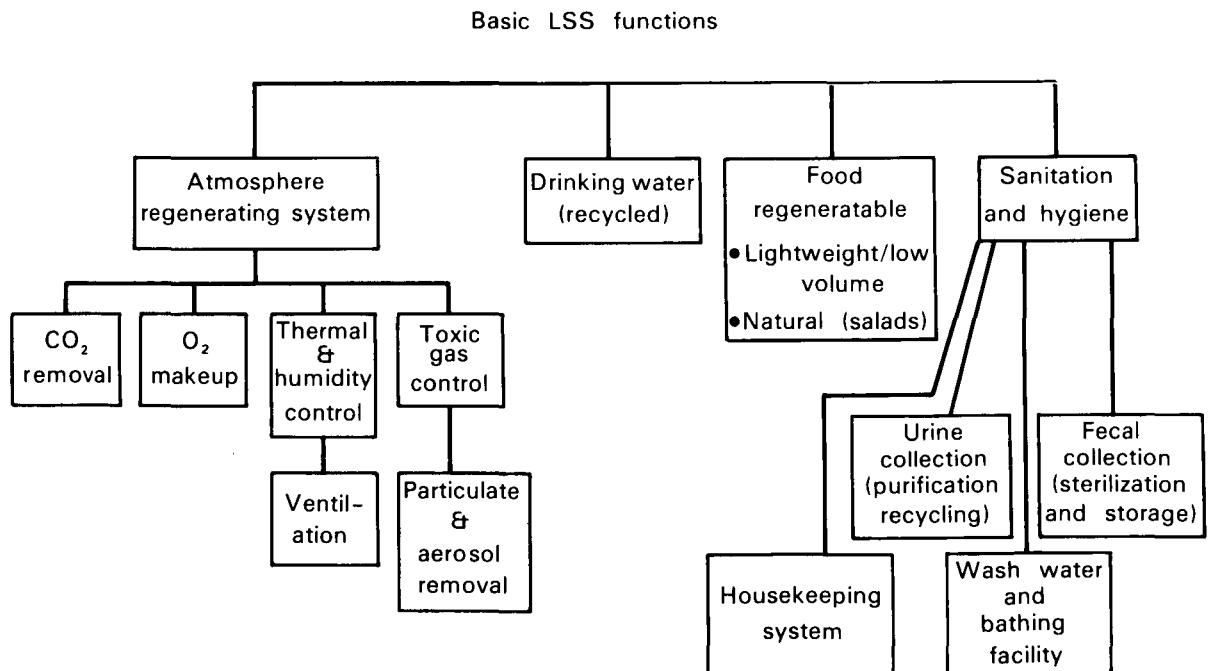 Basic LSS functions
Atmosphere
regenerating system
Drinking water
(recycled)
Food
regeneratable
● Lightweight/low
volume
● Natural (salads)
Sanitation
and hygiene
CO₂
removal
O₂
makeup
Thermal
&
humidity
control
Toxic
gas
control
Ventil-
ation
Particulate
&
aerosol
removal
Urine
collection
(purification
recycling)
Fecal
collection
(sterilization
and storage)
Housekeeping
system
Wash water
and
bathing
facility